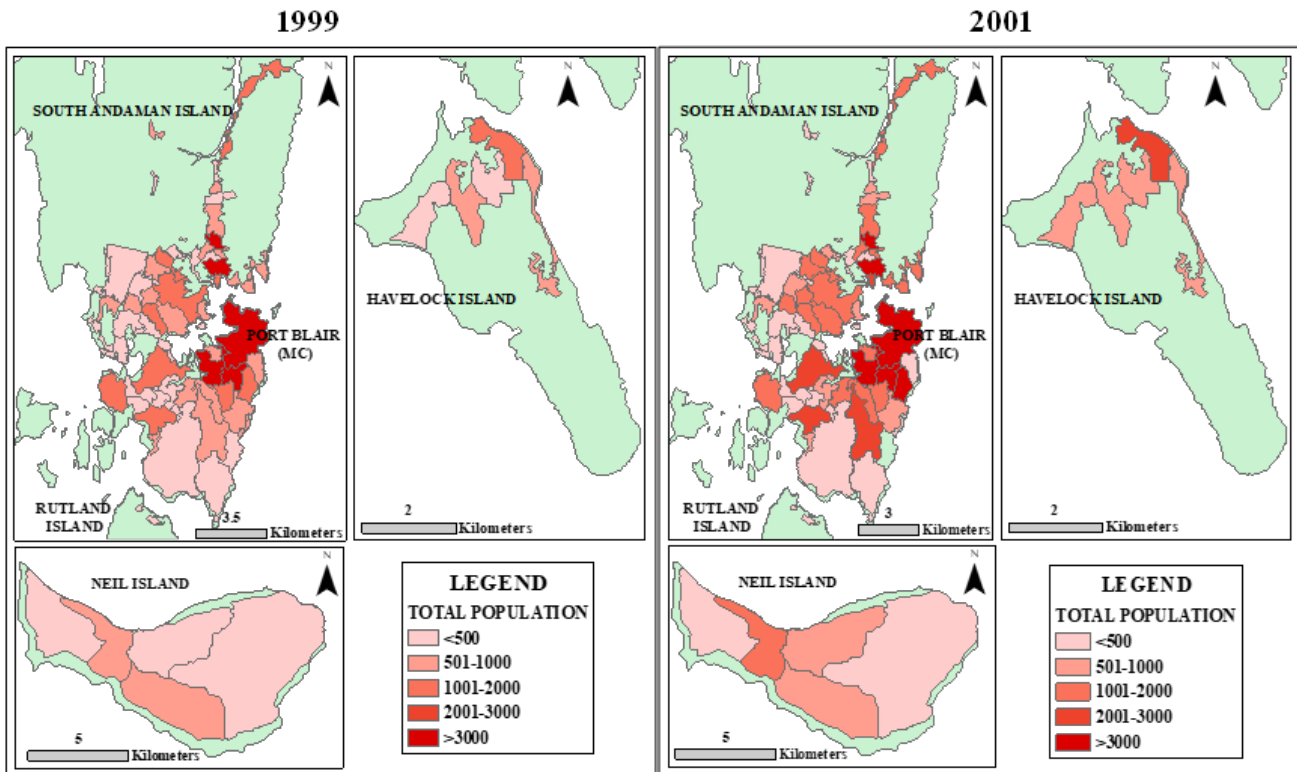 1999
2001
N
SOUTH ANDAMAN ISLAND
PORT BLAIR
(MC)
RUTLAND
ISLAND
3.5
Kilometers
N
HAVELOCK ISLAND
2
Kilometers
N
NEIL ISLAND
5
Kilometers
LEGEND
TOTAL POPULATION
<500
501-1000
1001-2000
2001-3000
>3000
N
SOUTH ANDAMAN ISLAND
PORT BLAIR
(MC)
RUTLAND
ISLAND
3
Kilometers
N
HAVELOCK ISLAND
2
Kilometers
N
NEIL ISLAND
5
Kilometers
LEGEND
TOTAL POPULATION
<500
501-1000
1001-2000
2001-3000
>3000